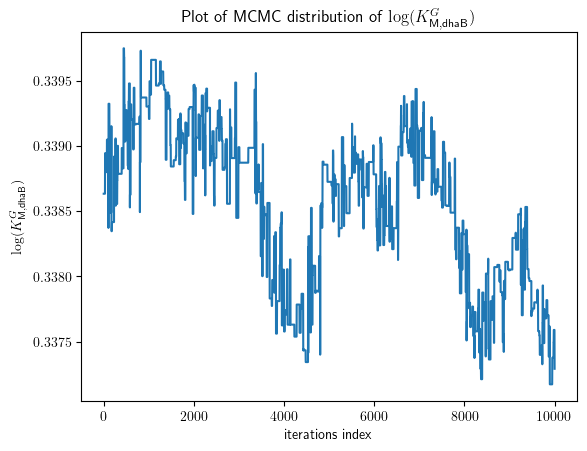 Plot of MCMC distribution of log(K^G_M,dhaB)
log(K^G_M,dhaB)
0.3395
0.3390
0.3385
0.3380
0.3375
0 2000 4000 6000 8000 10000
iterations index